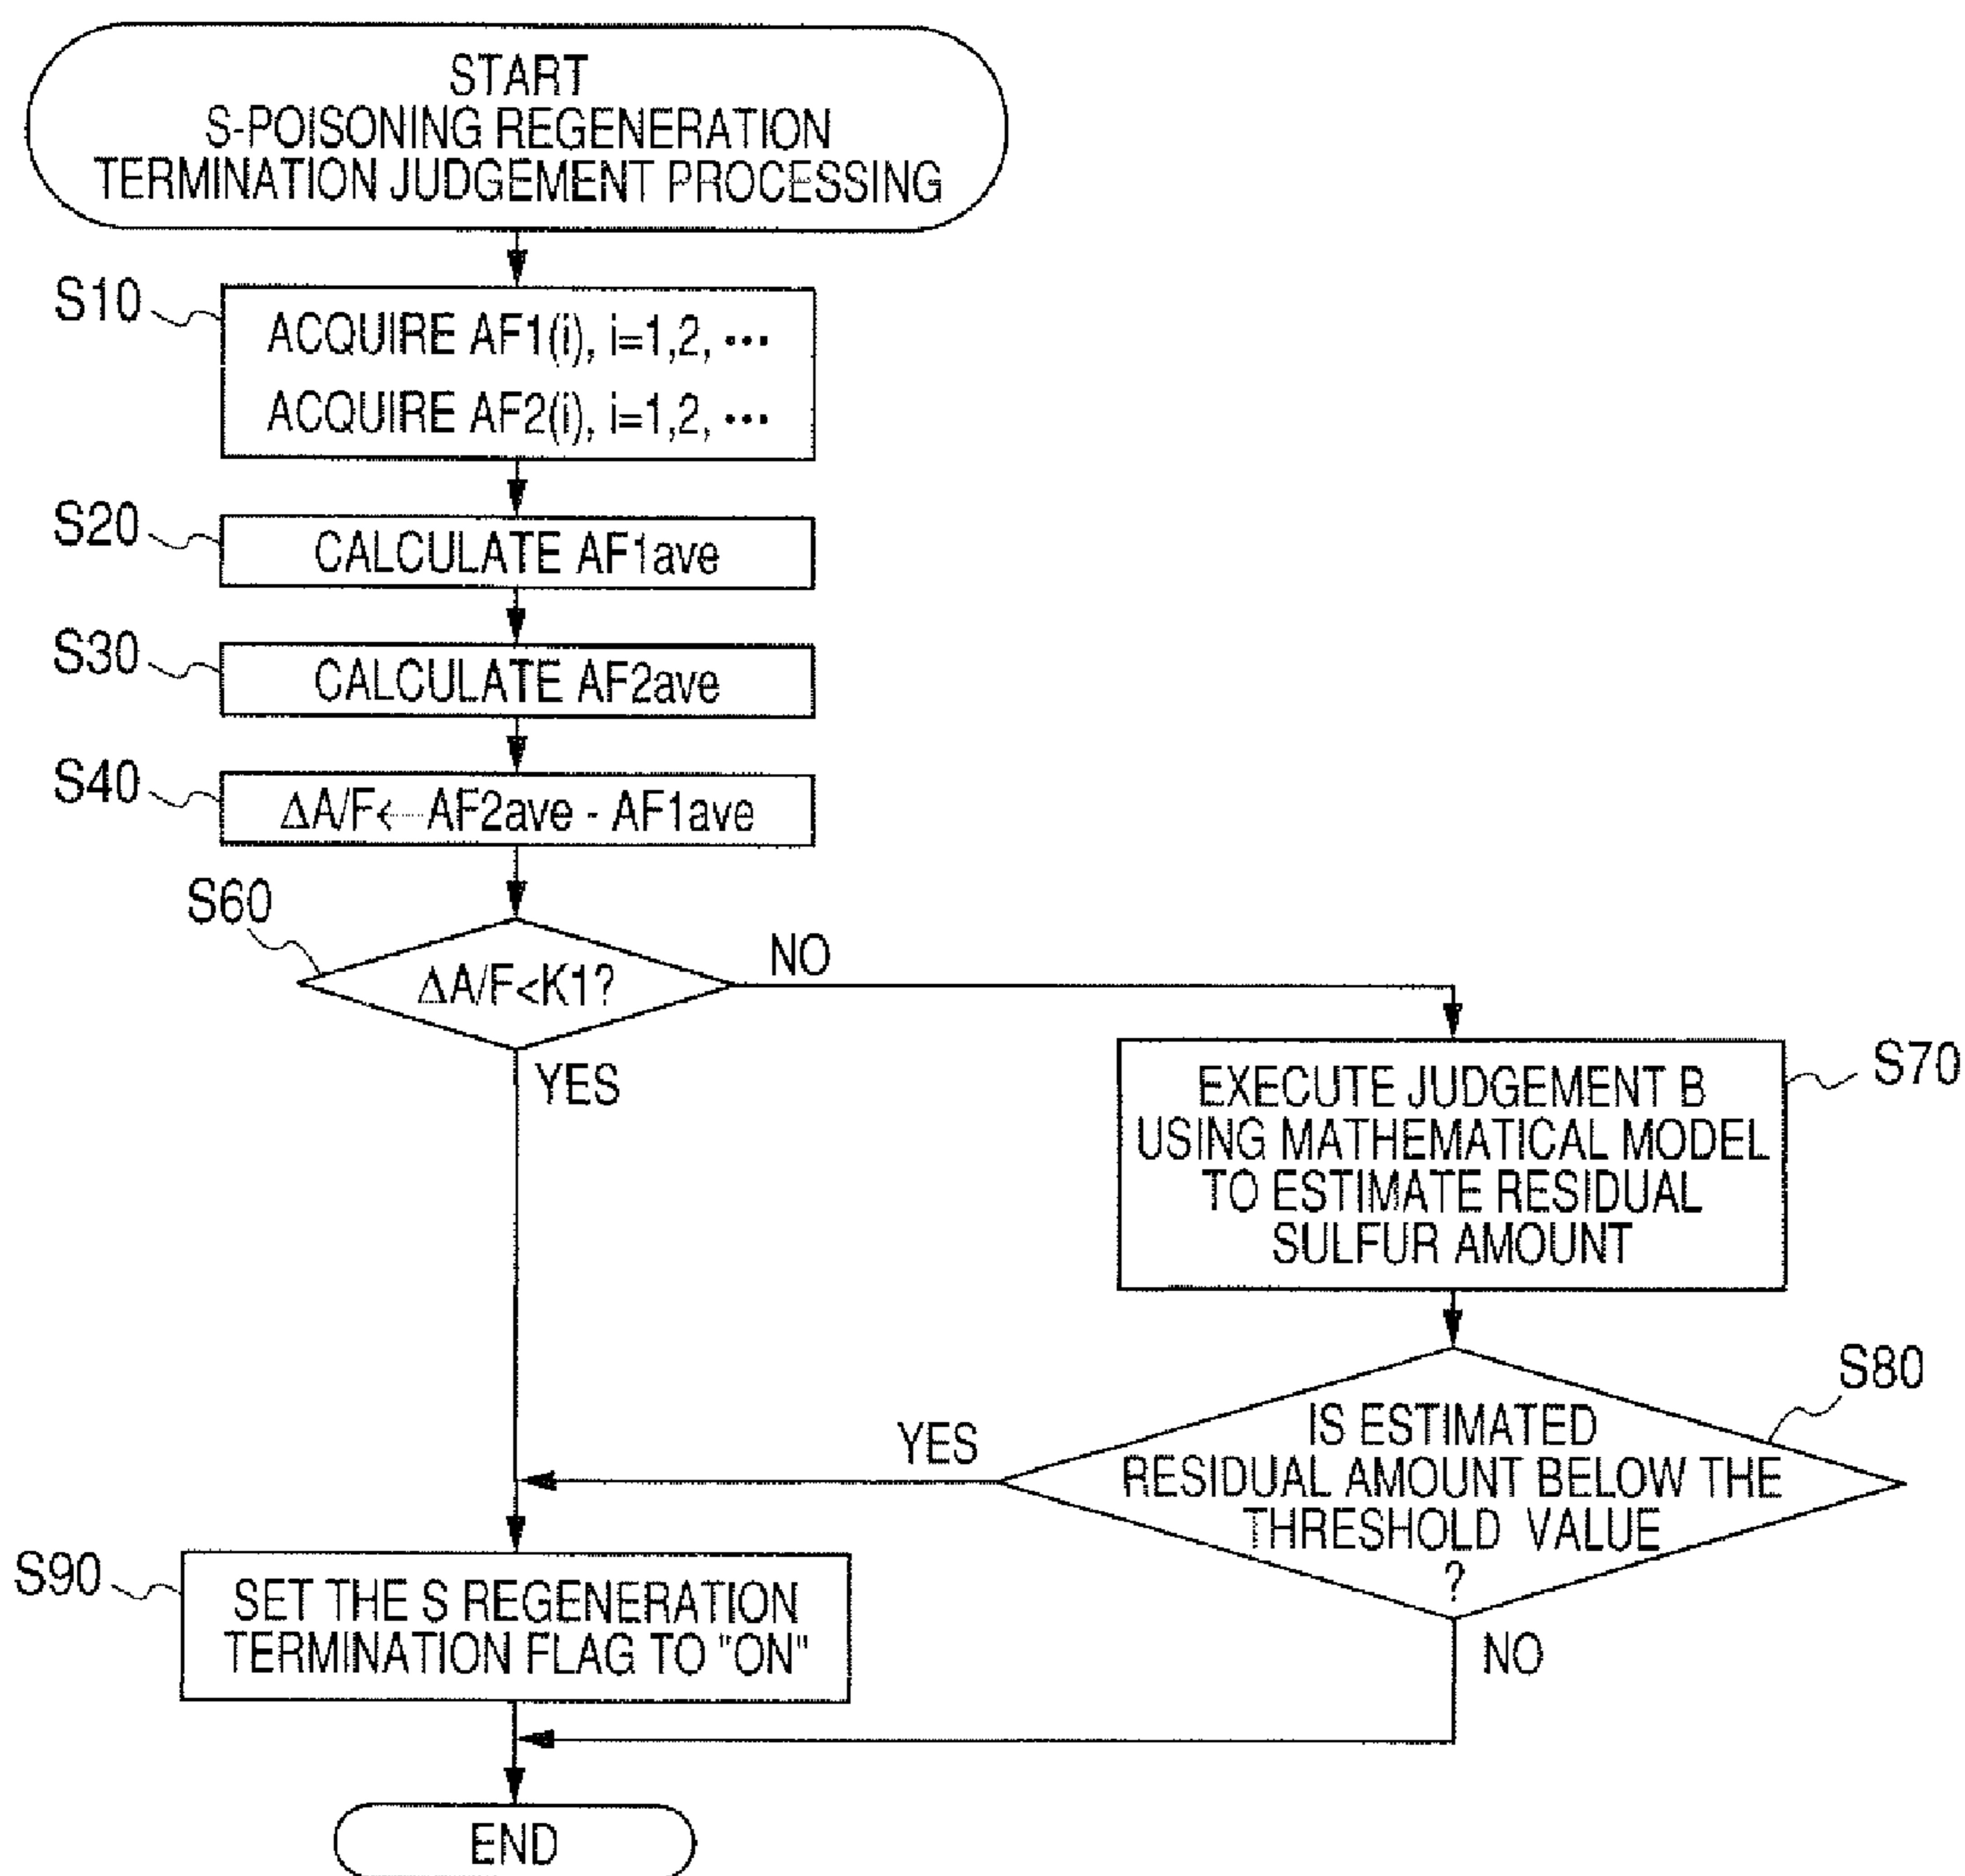 START
S-POISONING REGENERATION
TERMINATION JUDGEMENT PROCESSING
S10
ACQUIRE AF1(i), i=1,2, •••
ACQUIRE AF2(i), i=1,2, •••
S20
CALCULATE AF1ave
S30
CALCULATE AF2ave
S40
ΔA/F←AF2ave - AF1ave
S60
ΔA/F<K1?
NO
YES
S70
EXECUTE JUDGEMENT B
USING MATHEMATICAL MODEL
TO ESTIMATE RESIDUAL
SULFUR AMOUNT
S80
IS ESTIMATED
RESIDUAL AMOUNT BELOW THE
THRESHOLD VALUE
?
YES
NO
S90
SET THE S REGENERATION
TERMINATION FLAG TO "ON"
END